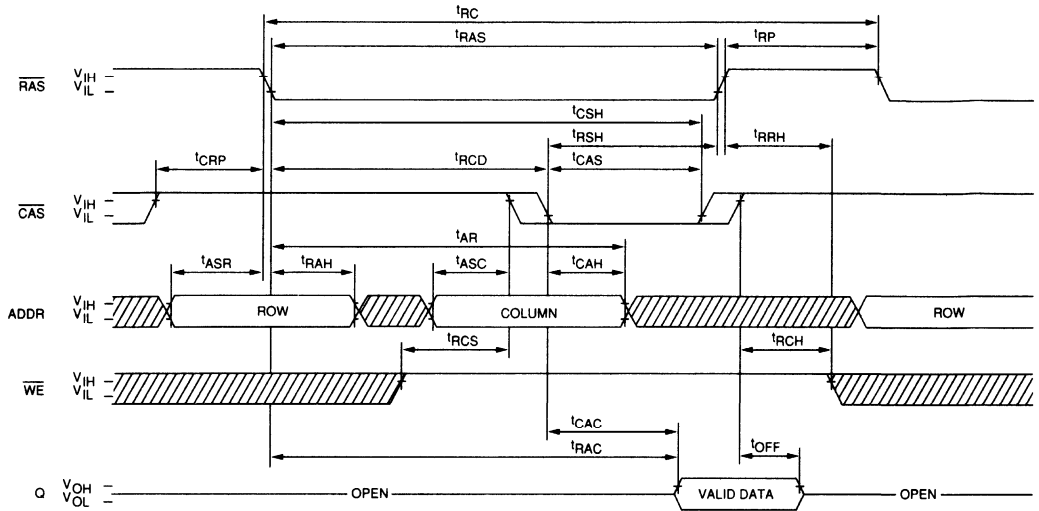 tRC
tRAS
tRP
RAS
VIH
VIL
tCSH
tRSH
tRRH
tCRP
tRCD
tCAS
CAS
VIH
VIL
tAR
tASR
tRAH
tASC
tCAH
ADDR
VIH
VIL
ROW
COLUMN
ROW
tRCS
tRCH
WE
VIH
VIL
tCAC
tRAC
tOFF
Q
VOH
VOL
OPEN
VALID DATA
OPEN